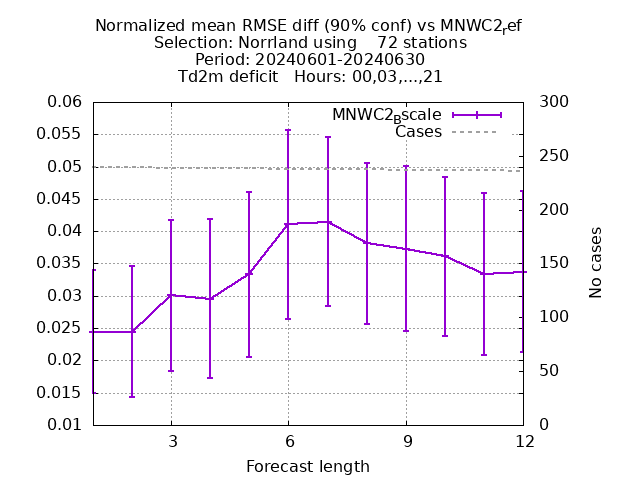 Normalized mean RMSE diff (90% conf) vs MNWC2ref
Selection: Norrland using 72 stations
Period: 20240601-20240630
Td2m deficit Hours: 00,03,...,21
MNWC2Bscale
Cases
0.06
0.055
0.05
0.045
0.04
0.035
0.03
0.025
0.02
0.015
0.01
300
250
200
150
100
50
0
No cases
3 6 9 12
Forecast length